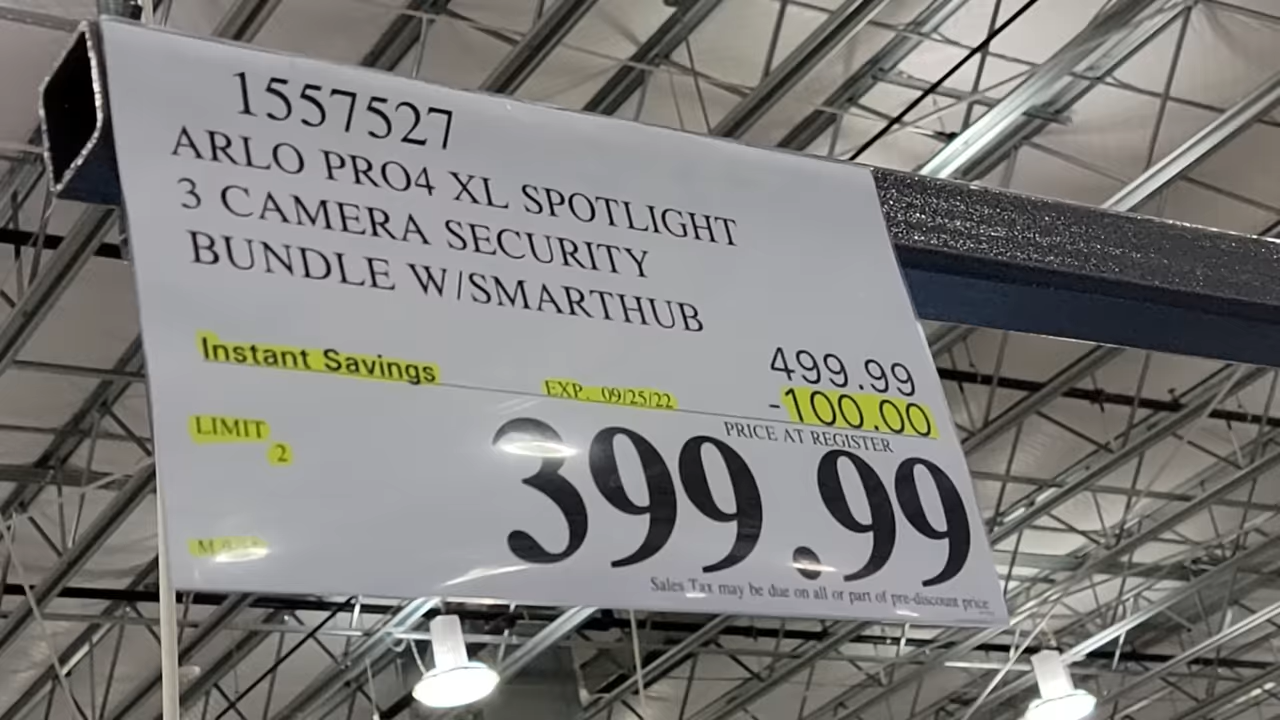 1557527
ARLO PRO4 XL SPOTLIGHT
3 CAMERA SECURITY
BUNDLE W/SMARTHUB
Instant Savings
EXP. 09/25/22
499.99
-100.00
PRICE AT REGISTER
LIMIT
2
399.99
Sales Tax may be due on all or part of pre-discount price